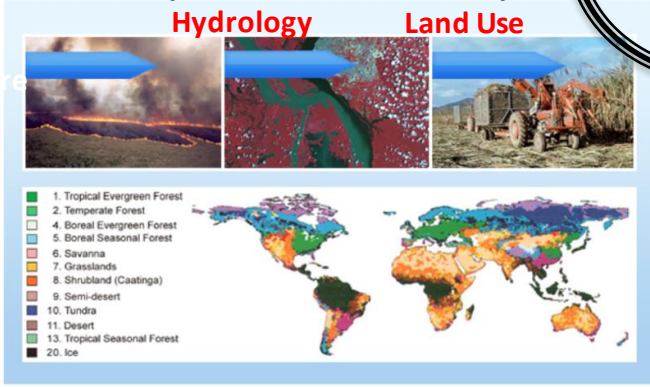 Hydrology
Land Use
re
1. Tropical Evergreen Forest
2. Temperate Forest
4. Boreal Evergreen Forest
5. Boreal Seasonal Forest
6. Savanna
7. Grasslands
8. Shrubland (Caatinga)
9. Semi-desert
10. Tundra
11. Desert
13. Tropical Seasonal Forest
20. Ice